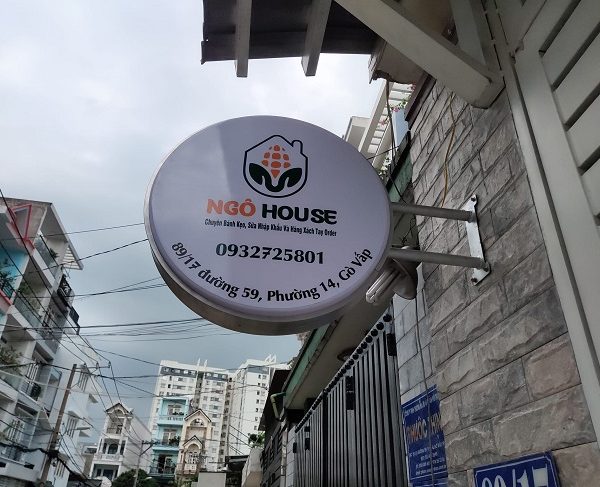 NGÔ HOUSE
Chuyên Bánh Kẹo, Sữa Nhập Khẩu Và Hàng Xách Tay Order
0932725801
89/17 đường 59, Phường 14, Gò Vấp